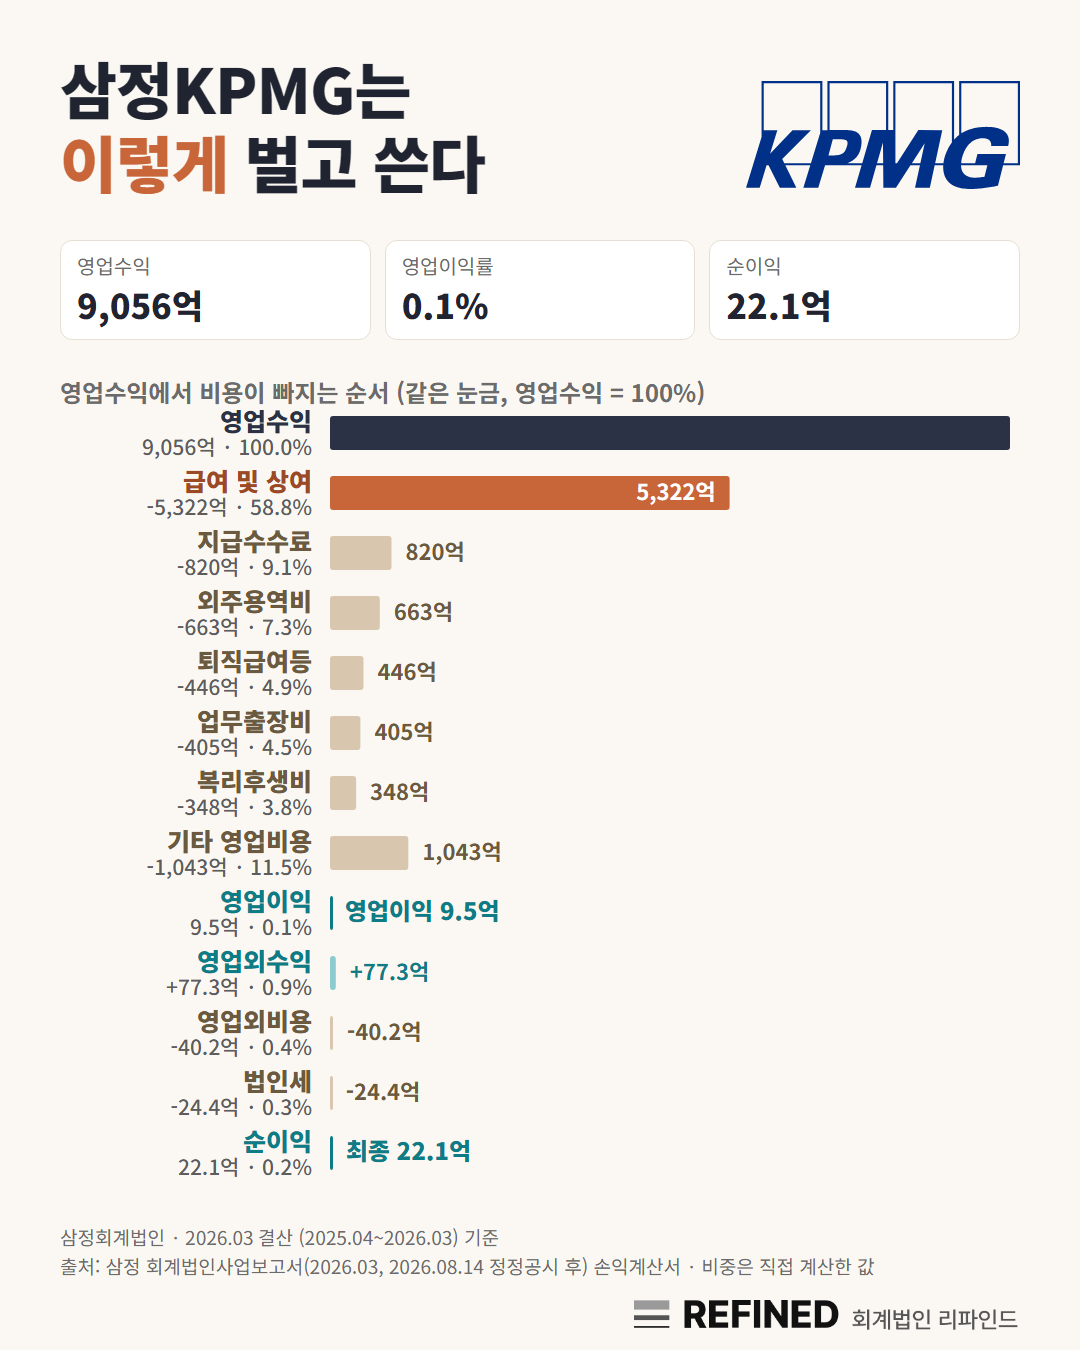 삼정KPMG는
이렇게 벌고 쓴다
KPMG
영업수익
9,056억
영업이익률
0.1%
순이익
22.1억
영업수익에서 비용이 빠지는 순서 (같은 눈금, 영업수익 = 100%)
영업수익
9,056억 · 100.0%
급여 및 상여
-5,322억 · 58.8%
5,322억
지급수수료
-820억 · 9.1%
820억
외주용역비
-663억 · 7.3%
663억
퇴직급여등
-446억 · 4.9%
446억
업무출장비
-405억 · 4.5%
405억
복리후생비
-348억 · 3.8%
348억
기타 영업비용
-1,043억 · 11.5%
1,043억
영업이익
9.5억 · 0.1%
영업이익 9.5억
영업외수익
+77.3억 · 0.9%
+77.3억
영업외비용
-40.2억 · 0.4%
-40.2억
법인세
-24.4억 · 0.3%
-24.4억
순이익
22.1억 · 0.2%
최종 22.1억
삼정회계법인 · 2026.03 결산 (2025.04~2026.03) 기준
출처: 삼정 회계법인사업보고서(2026.03, 2026.08.14 정정공시 후) 손익계산서 · 비중은 직접 계산한 값
REFINED 회계법인 리파인드